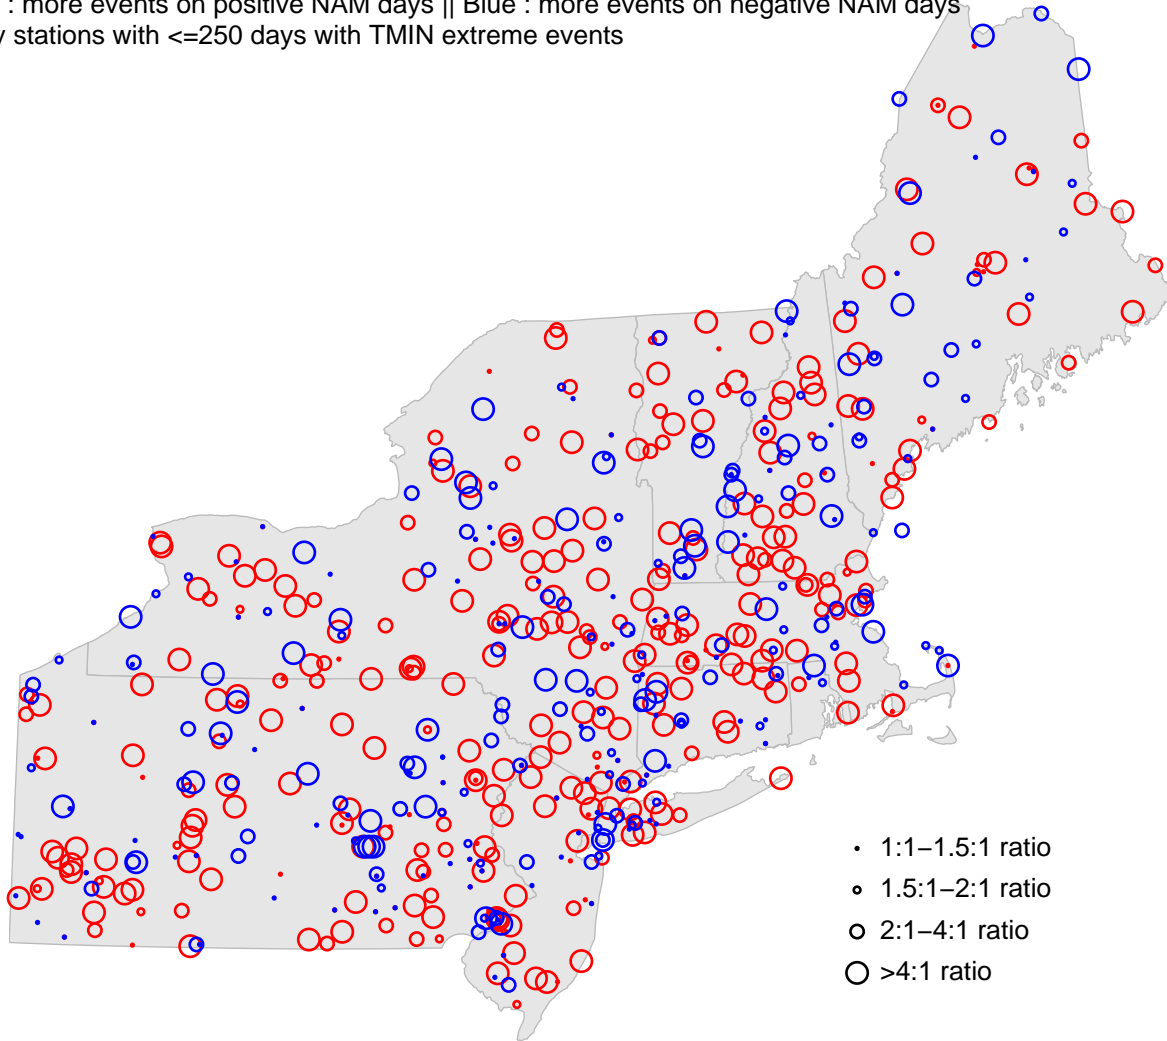 : more events on positive NAM days || Blue : more events on negative NAM days
stations with <=250 days with TMIN extreme events
1:1−1.5:1 ratio
1.5:1−2:1 ratio
2:1−4:1 ratio
>4:1 ratio